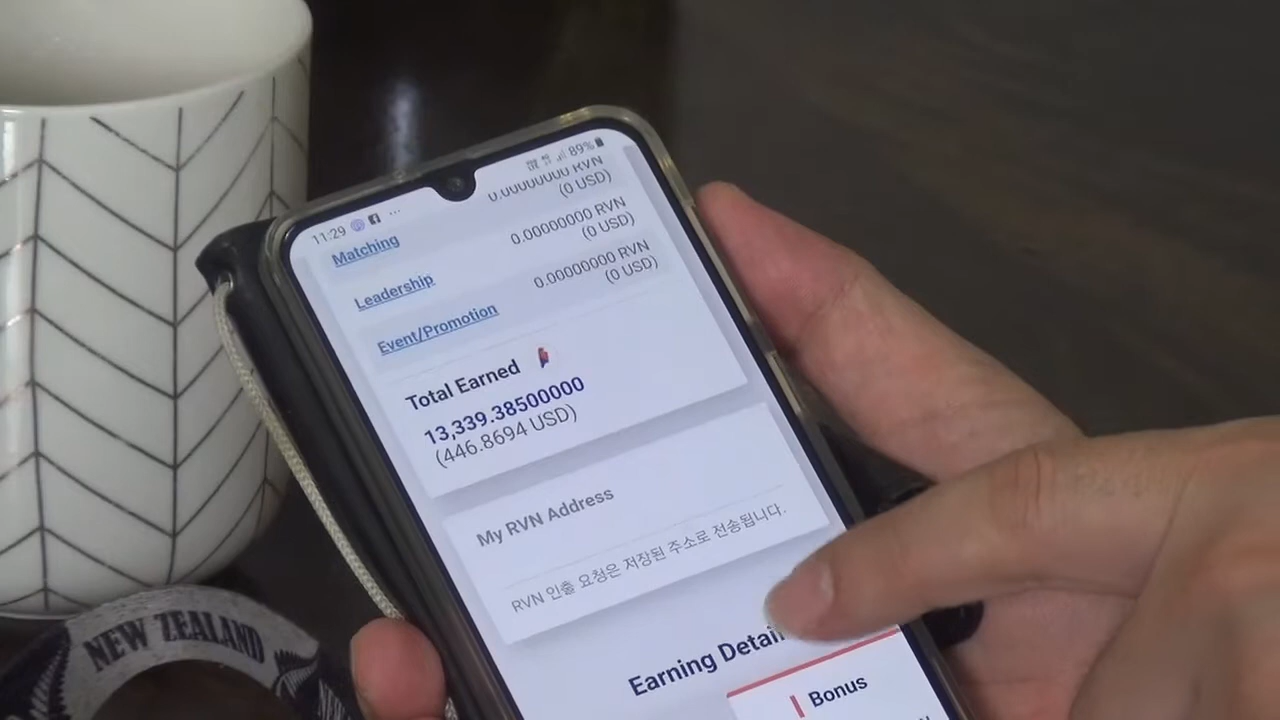 11:29 ... 89%
0.00000000 RVN
(0 USD)
Matching
0.00000000 RVN
(0 USD)
Leadership
0.00000000 RVN
(0 USD)
Event/Promotion
Total Earned
13,339.38500000
(446.8694 USD)
My RVN Address
RVN 인출 요청은 저장된 주소로 전송됩니다.
Earning Detail
Bonus
NEW ZEALAND